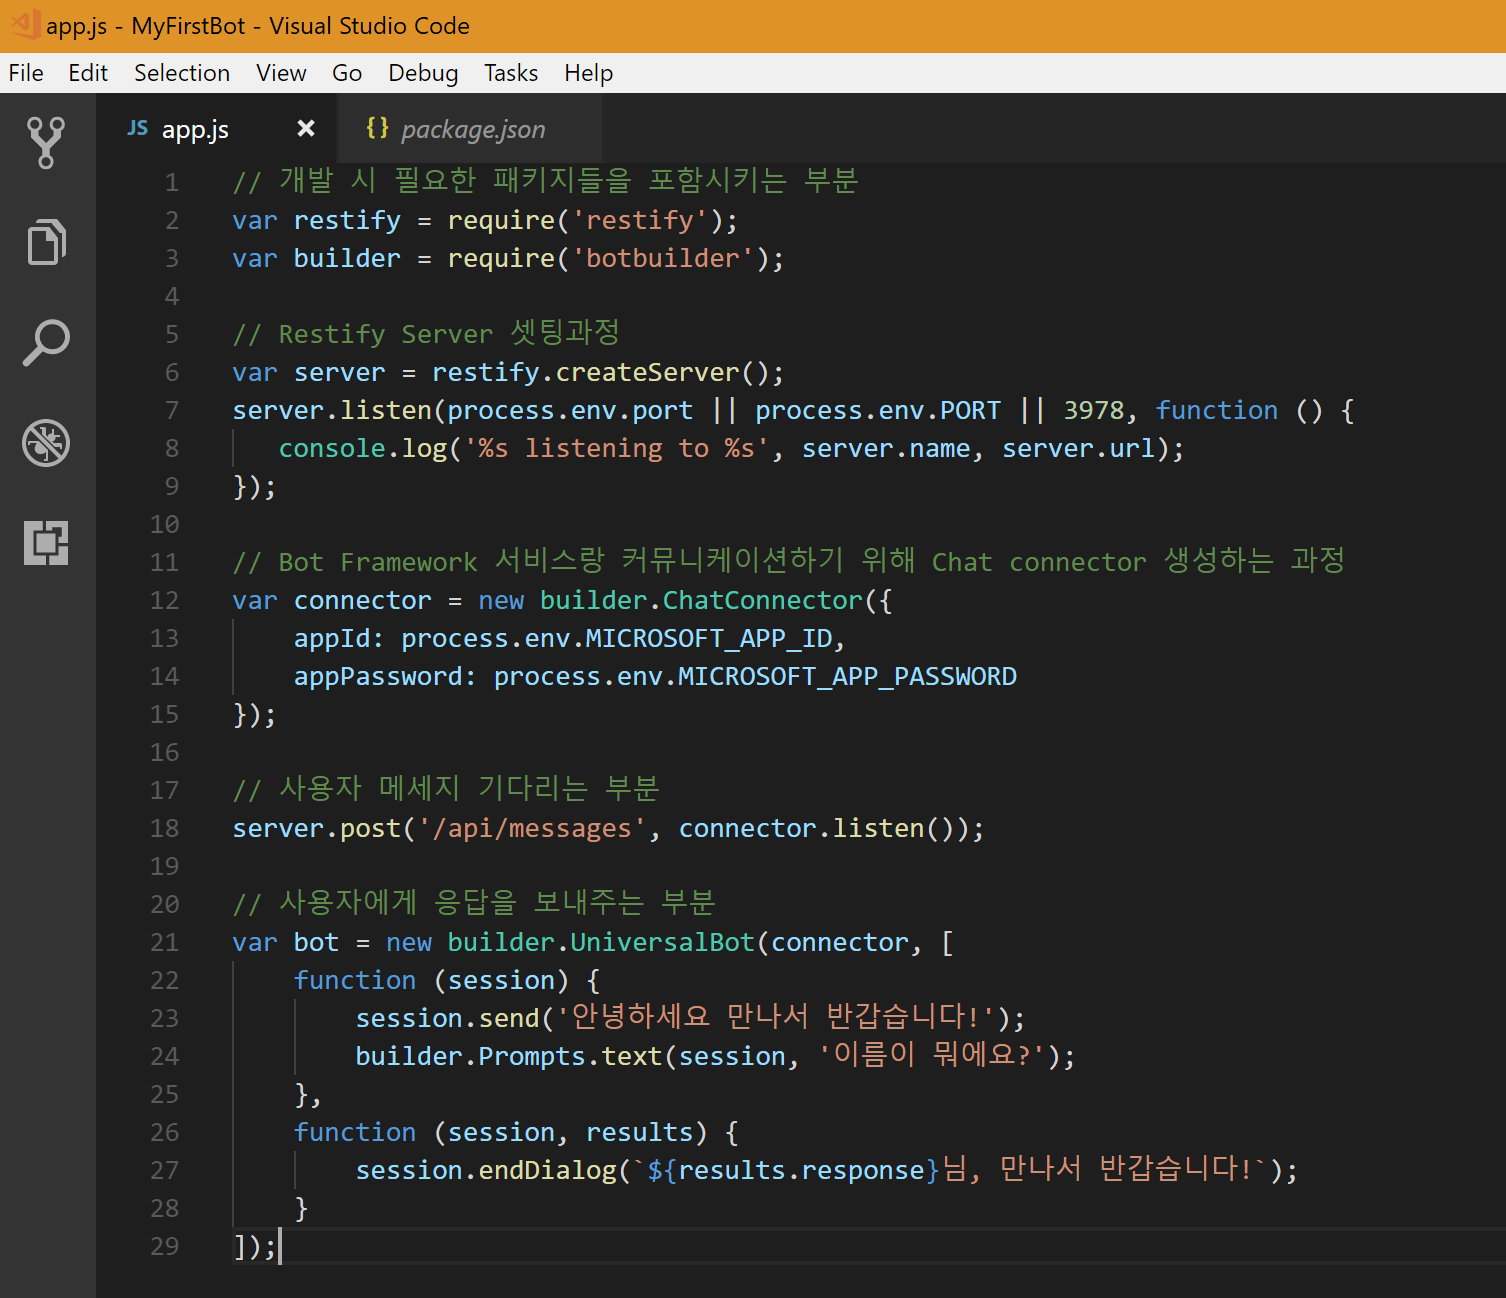 app.js - MyFirstBot - Visual Studio Code
File Edit Selection View Go Debug Tasks Help
JS app.js × {} package.json
1 // 개발 시 필요한 패키지들을 포함시키는 부분
2 var restify = require('restify');
3 var builder = require('botbuilder');
4
5 // Restify Server 셋팅과정
6 var server = restify.createServer();
7 server.listen(process.env.port || process.env.PORT || 3978, function () {
8    console.log('%s listening to %s', server.name, server.url);
9 });
10
11 // Bot Framework 서비스랑 커뮤니케이션하기 위해 Chat connector 생성하는 과정
12 var connector = new builder.ChatConnector({
13     appId: process.env.MICROSOFT_APP_ID,
14     appPassword: process.env.MICROSOFT_APP_PASSWORD
15 });
16
17 // 사용자 메세지 기다리는 부분
18 server.post('/api/messages', connector.listen());
19
20 // 사용자에게 응답을 보내주는 부분
21 var bot = new builder.UniversalBot(connector, [
22     function (session) {
23         session.send('안녕하세요 만나서 반갑습니다!');
24         builder.Prompts.text(session, '이름이 뭐에요?');
25     },
26     function (session, results) {
27         session.endDialog(`${results.response}님, 만나서 반갑습니다!`);
28     }
29 ]);